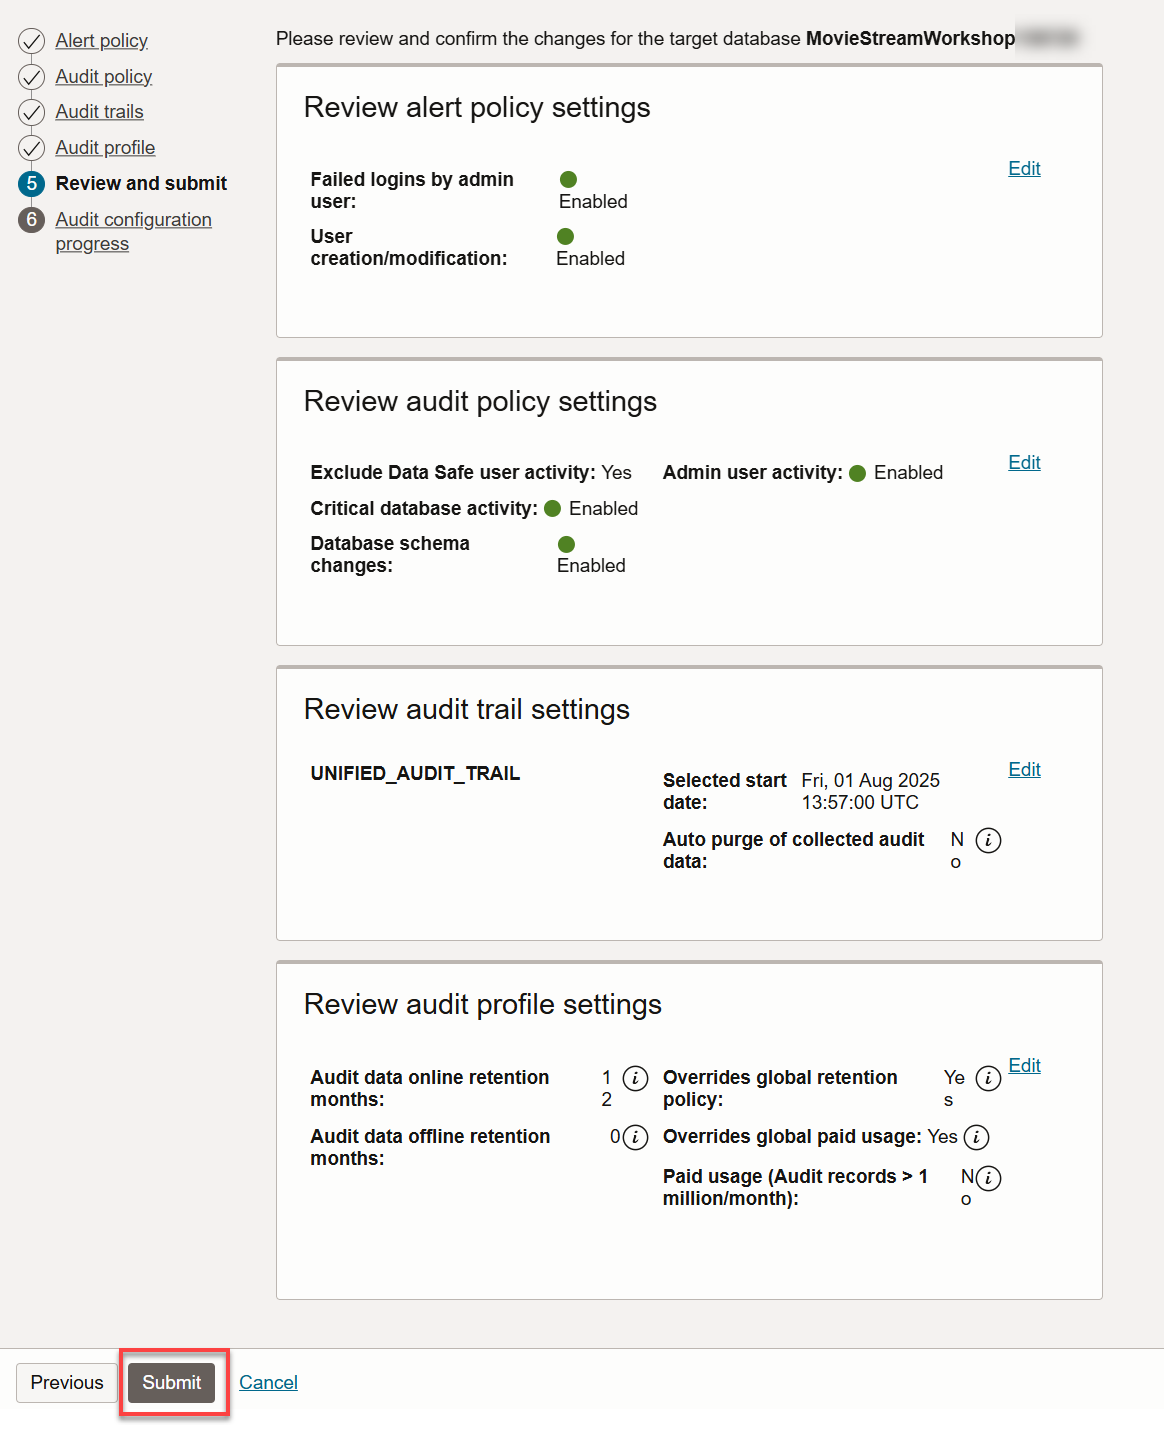 Alert policy
Audit policy
Audit trails
Audit profile
5 Review and submit
6 Audit configuration
progress
Please review and confirm the changes for the target database MovieStreamWorkshop
Review alert policy settings
Edit
Failed logins by admin
user:
Enabled
User
creation/modification:
Enabled
Review audit policy settings
Edit
Exclude Data Safe user activity: Yes
Admin user activity: Enabled
Critical database activity: Enabled
Database schema
changes:
Enabled
Review audit trail settings
UNIFIED_AUDIT_TRAIL
Edit
Selected start
date:
Fri, 01 Aug 2025
13:57:00 UTC
Auto purge of collected audit
data:
N
o
i
Review audit profile settings
Edit
Audit data online retention
months:
1
2
i
Overrides global retention
policy:
Ye
s
i
Audit data offline retention
months:
0 i
Overrides global paid usage: Yes i
Paid usage (Audit records > 1
million/month):
N
o
i
Previous
Submit
Cancel